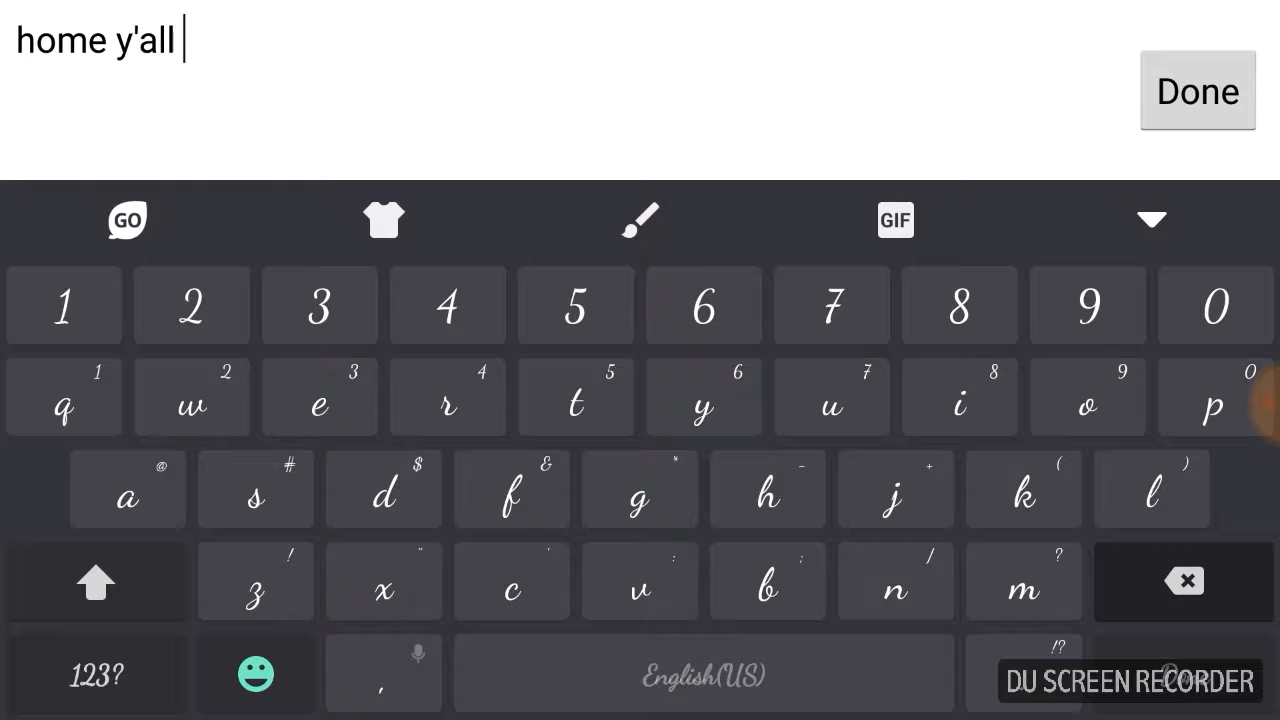 home y'all
Done
GO GIF
1 2 3 4 5 6 7 8 9 0
1 2 3 4 5 6 7 8 9 0
q w e r t y u i o p
@ # $ & * - + ( )
a s d f g h j k l
! " ' : ; / ?
z x c v b n m
!?
123? , English(US)
DU SCREEN RECORDER